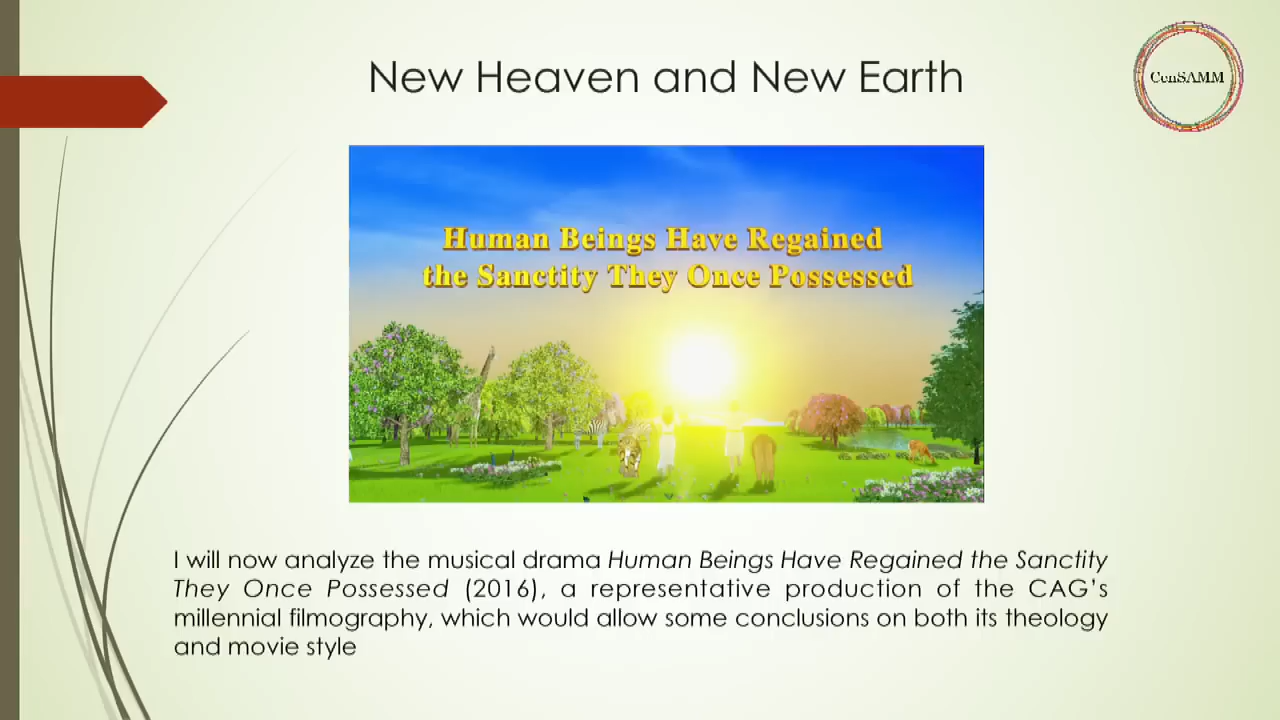 New Heaven and New Earth
CenSAMM
Human Beings Have Regained
the Sanctity They Once Possessed
I will now analyze the musical drama Human Beings Have Regained the Sanctity
They Once Possessed (2016), a representative production of the CAG’s
millennial filmography, which would allow some conclusions on both its theology
and movie style